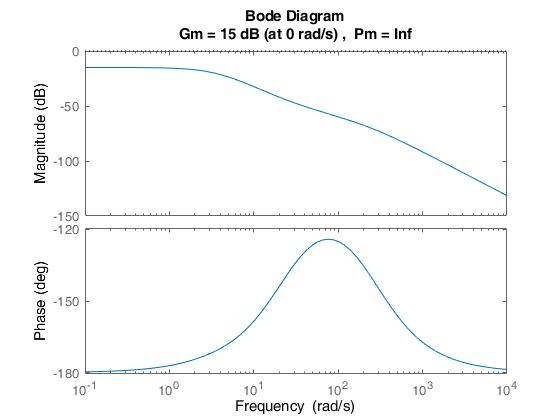 Bode Diagram
Gm = 15 dB (at 0 rad/s) , Pm = Inf
0
-50
-100
-150
Magnitude (dB)
-120
-150
-180
Phase (deg)
10^-1 10^0 10^1 10^2 10^3 10^4
Frequency (rad/s)